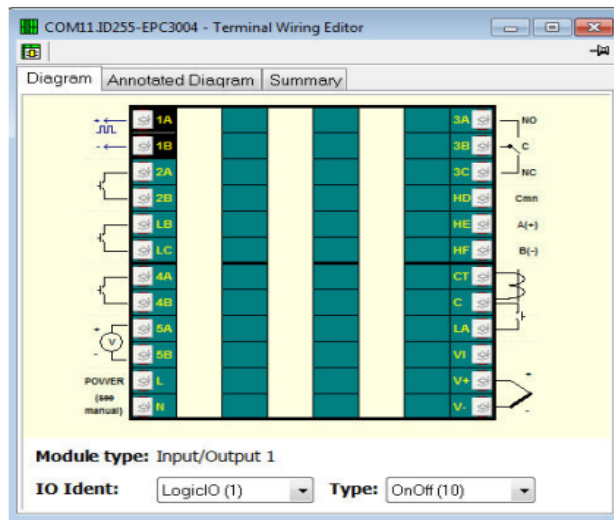 COM11.ID255-EPC3004 - Terminal Wiring Editor
Diagram Annotated Diagram Summary
1A 3A NO
1B 3B C
2A 3C NC
2B HD Cmn
LB HE A(+)
LC HF B(-)
4A CT
4B C
+ 5A LA
V
- 5B VI
POWER L V+ +
(see
manual) N V- -
Module type: Input/Output 1
IO Ident: LogicIO (1) Type: OnOff (10)